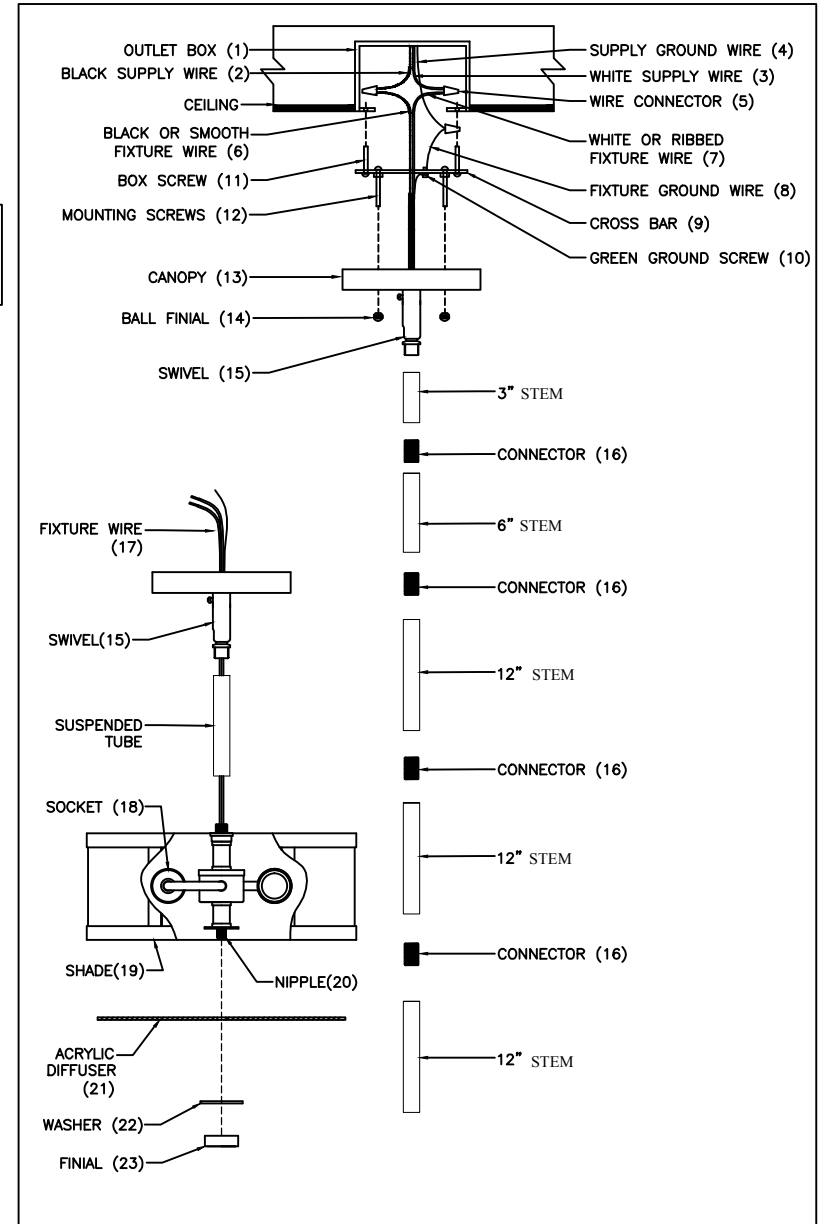 OUTLET BOX (1)
BLACK SUPPLY WIRE (2)
CEILING
BLACK OR SMOOTH
FIXTURE WIRE (6)
BOX SCREW (11)
MOUNTING SCREWS (12)
CANOPY (13)
BALL FINIAL (14)
SWIVEL (15)
SUPPLY GROUND WIRE (4)
WHITE SUPPLY WIRE (3)
WIRE CONNECTOR (5)
WHITE OR RIBBED
FIXTURE WIRE (7)
FIXTURE GROUND WIRE (8)
CROSS BAR (9)
GREEN GROUND SCREW (10)
3" STEM
CONNECTOR (16)
6" STEM
CONNECTOR (16)
12" STEM
CONNECTOR (16)
12" STEM
CONNECTOR (16)
12" STEM
FIXTURE WIRE
(17)
SWIVEL(15)
SUSPENDED
TUBE
SOCKET (18)
SHADE(19)
NIPPLE(20)
ACRYLIC
DIFFUSER
(21)
WASHER (22)
FINIAL (23)